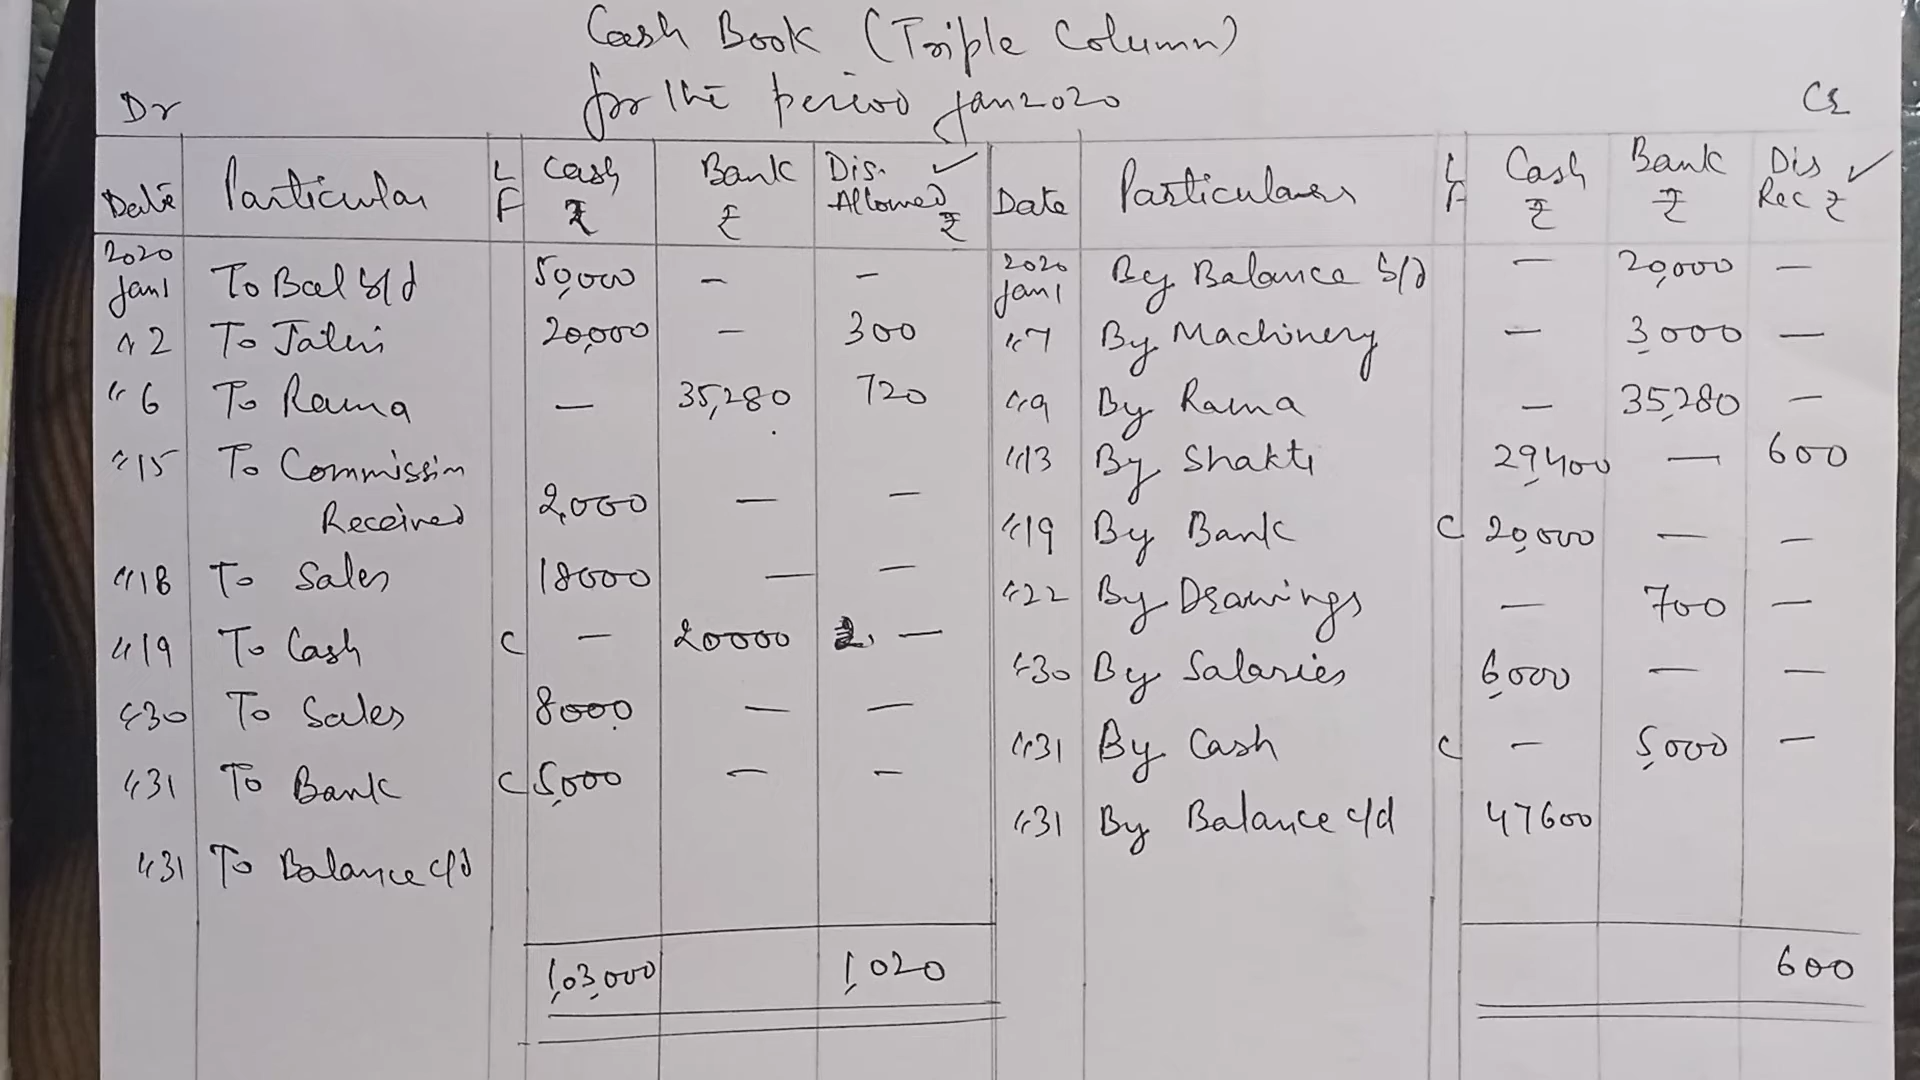 Cash Book (Triple Column)
for the period Jan 2020
Dr Cr
Date Particular L F Cash ₹ Bank ₹ Dis. Allowed ₹ ✓ Date Particulars L F Cash ₹ Bank ₹ Dis Rec ₹ ✓
2020 Jan 1 To Bal b/d 50,000 — — 2020 Jan 1 By Balance b/d — 20,000 —
" 2 To 20,000 — 300 " 7 By Machinery — 3,000 —
" 6 To Rama — 35,280 720 " 9 By Rama — 35,280 —
" 15 To Commission " 13 By Shakti 29,400 — 600
Received 2,000 — — " 19 By Bank C 20,000 — —
" 18 To Sales 18000 — — " 22 By Drawings — 700 —
" 19 To Cash C — 20000 — " 30 By Salaries 6,000 — —
" 30 To Sales 8000 — — " 31 By Cash C — 5,000 —
" 31 To Bank C 5,000 — — " 31 By Balance c/d 47600
" 31 To Balance c/d
1,03,000 1,020 600